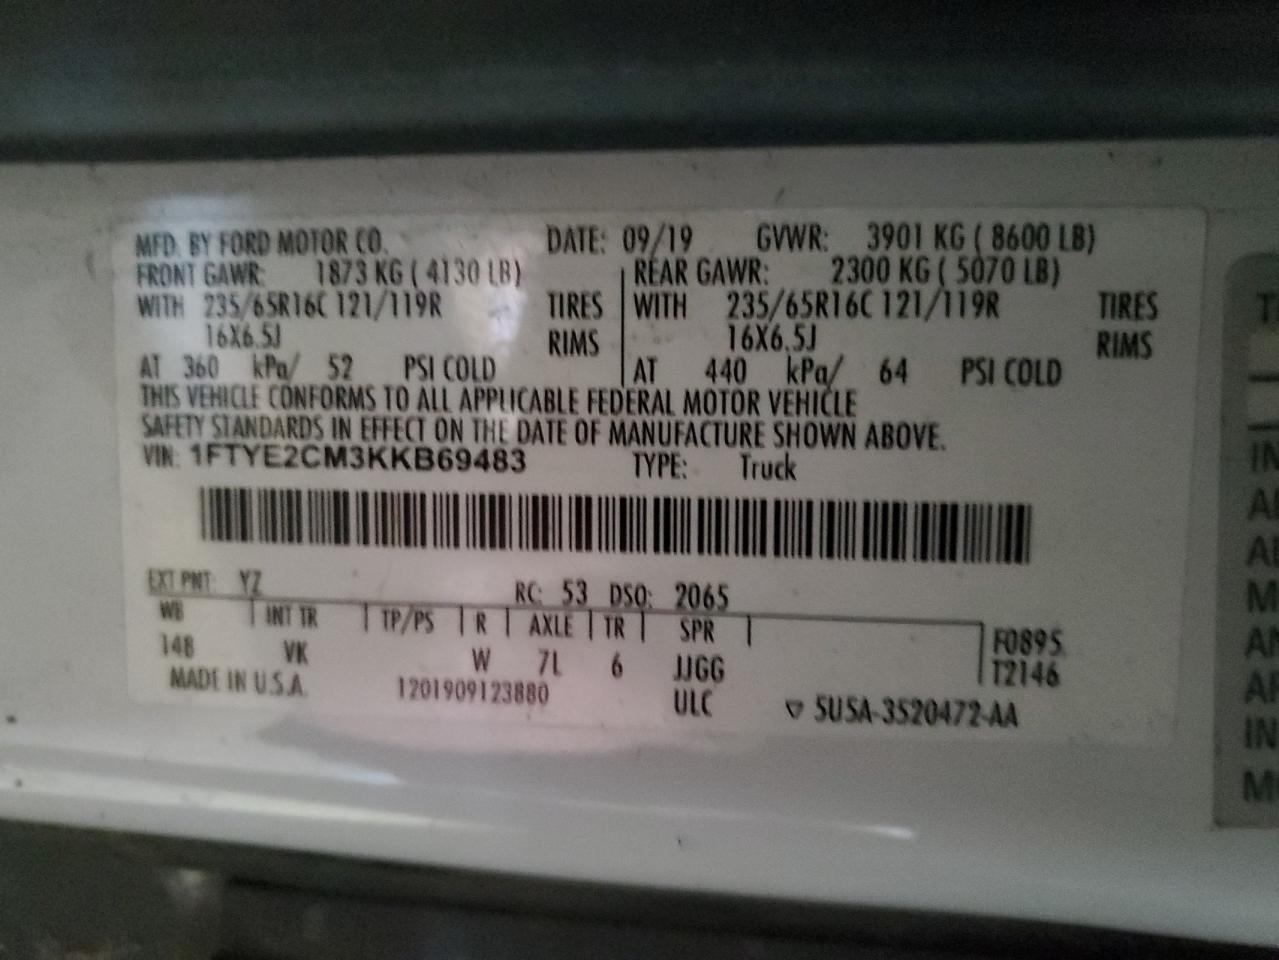 MFD. BY FORD MOTOR CO. DATE: 09/19 GVWR: 3901 KG ( 8600 LB)
FRONT GAWR: 1873 KG ( 4130 LB) REAR GAWR: 2300 KG ( 5070 LB)
WITH 235/65R16C 121/119R TIRES WITH 235/65R16C 121/119R TIRES
16X6.5J RIMS 16X6.5J RIMS
AT 360 kPa/ 52 PSI COLD AT 440 kPa/ 64 PSI COLD
THIS VEHICLE CONFORMS TO ALL APPLICABLE FEDERAL MOTOR VEHICLE
SAFETY STANDARDS IN EFFECT ON THE DATE OF MANUFACTURE SHOWN ABOVE.
VIN: 1FTYE2CM3KKB69483 TYPE: Truck
EXT PNT: YZ RC: 53 DSO: 2065
WB INT TR TP/PS R AXLE TR SPR F0895
148 VK W 7L 6 JJGG T2146
MADE IN U.S.A. 1201909123880 ULC ▽ 5U5A-3520472-AA